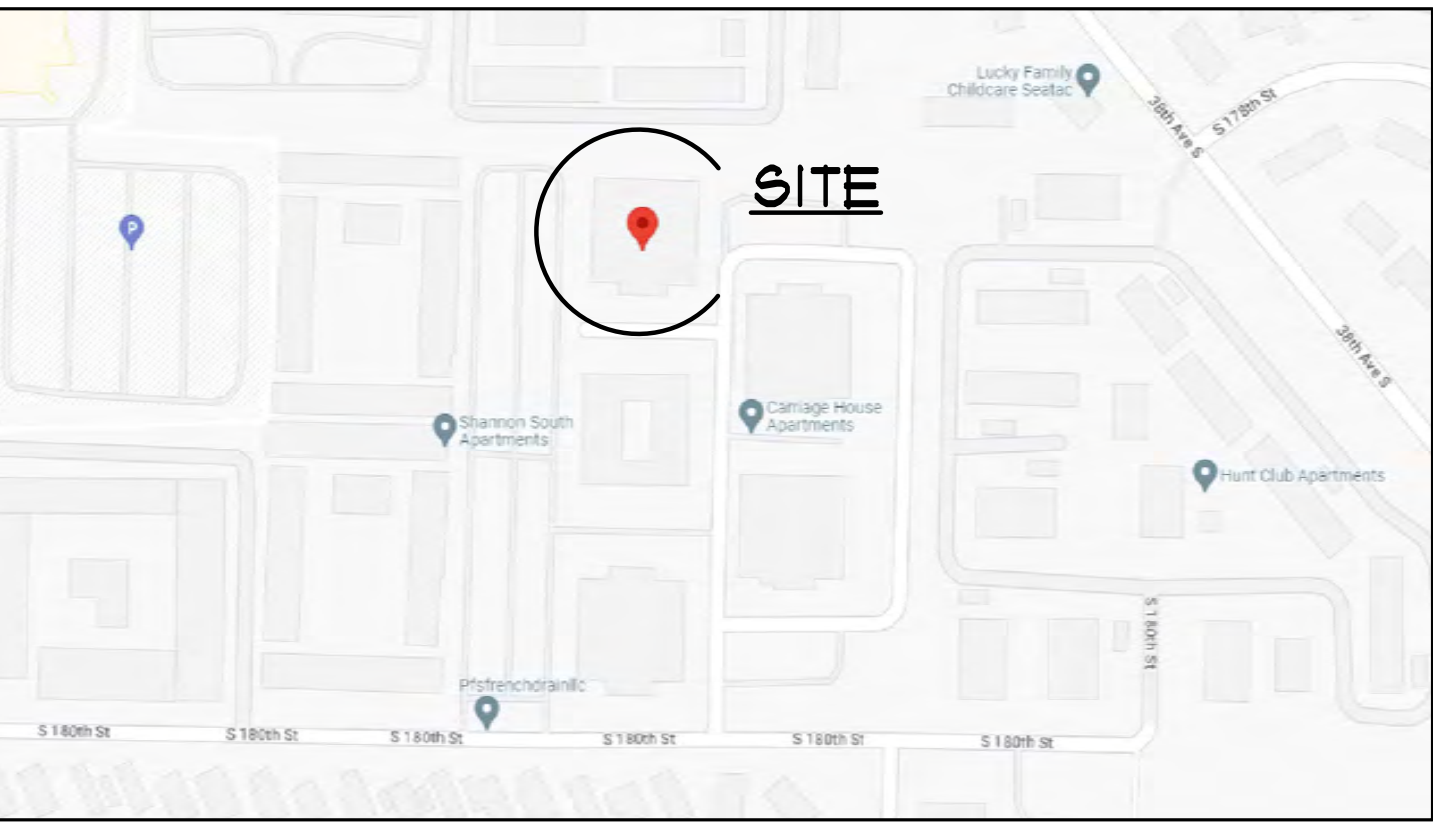 Lucky Family
Childcare Seatac
38th Ave S
S 178th St
SITE
P
38th Ave S
Shannon South
Apartments
Carriage House
Apartments
Hunt Club Apartments
S 180th St
Pfsfrenchdrainllc
S 180th St
S 180th St
S 180th St
S 180th St
S 180th St
S 180th St